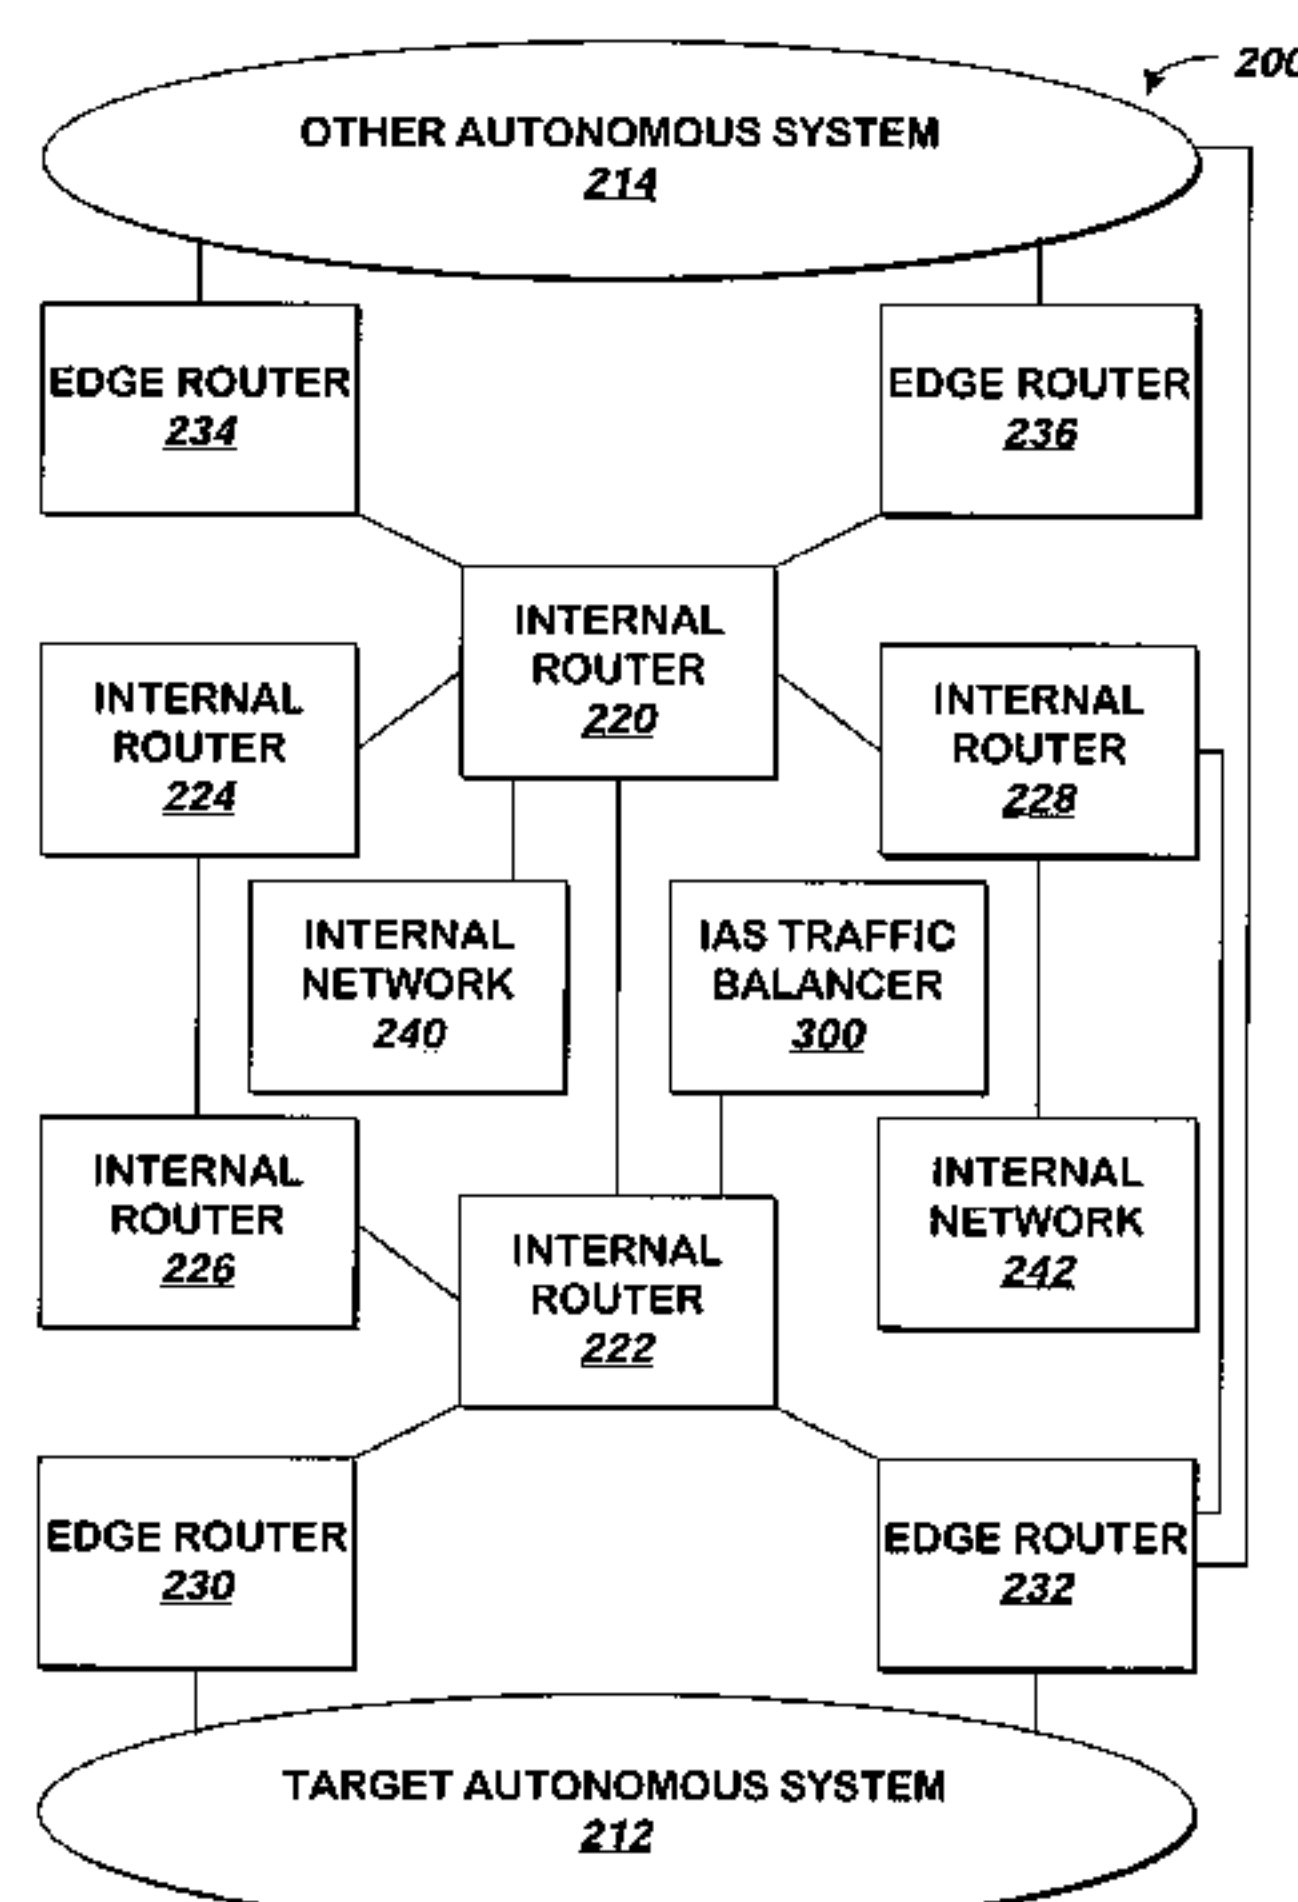 200
OTHER AUTONOMOUS SYSTEM
214
EDGE ROUTER
234
EDGE ROUTER
236
INTERNAL
ROUTER
220
INTERNAL
ROUTER
224
INTERNAL
ROUTER
228
INTERNAL
NETWORK
240
IAS TRAFFIC
BALANCER
300
INTERNAL
ROUTER
226
INTERNAL
NETWORK
242
INTERNAL
ROUTER
222
EDGE ROUTER
230
EDGE ROUTER
232
TARGET AUTONOMOUS SYSTEM
212